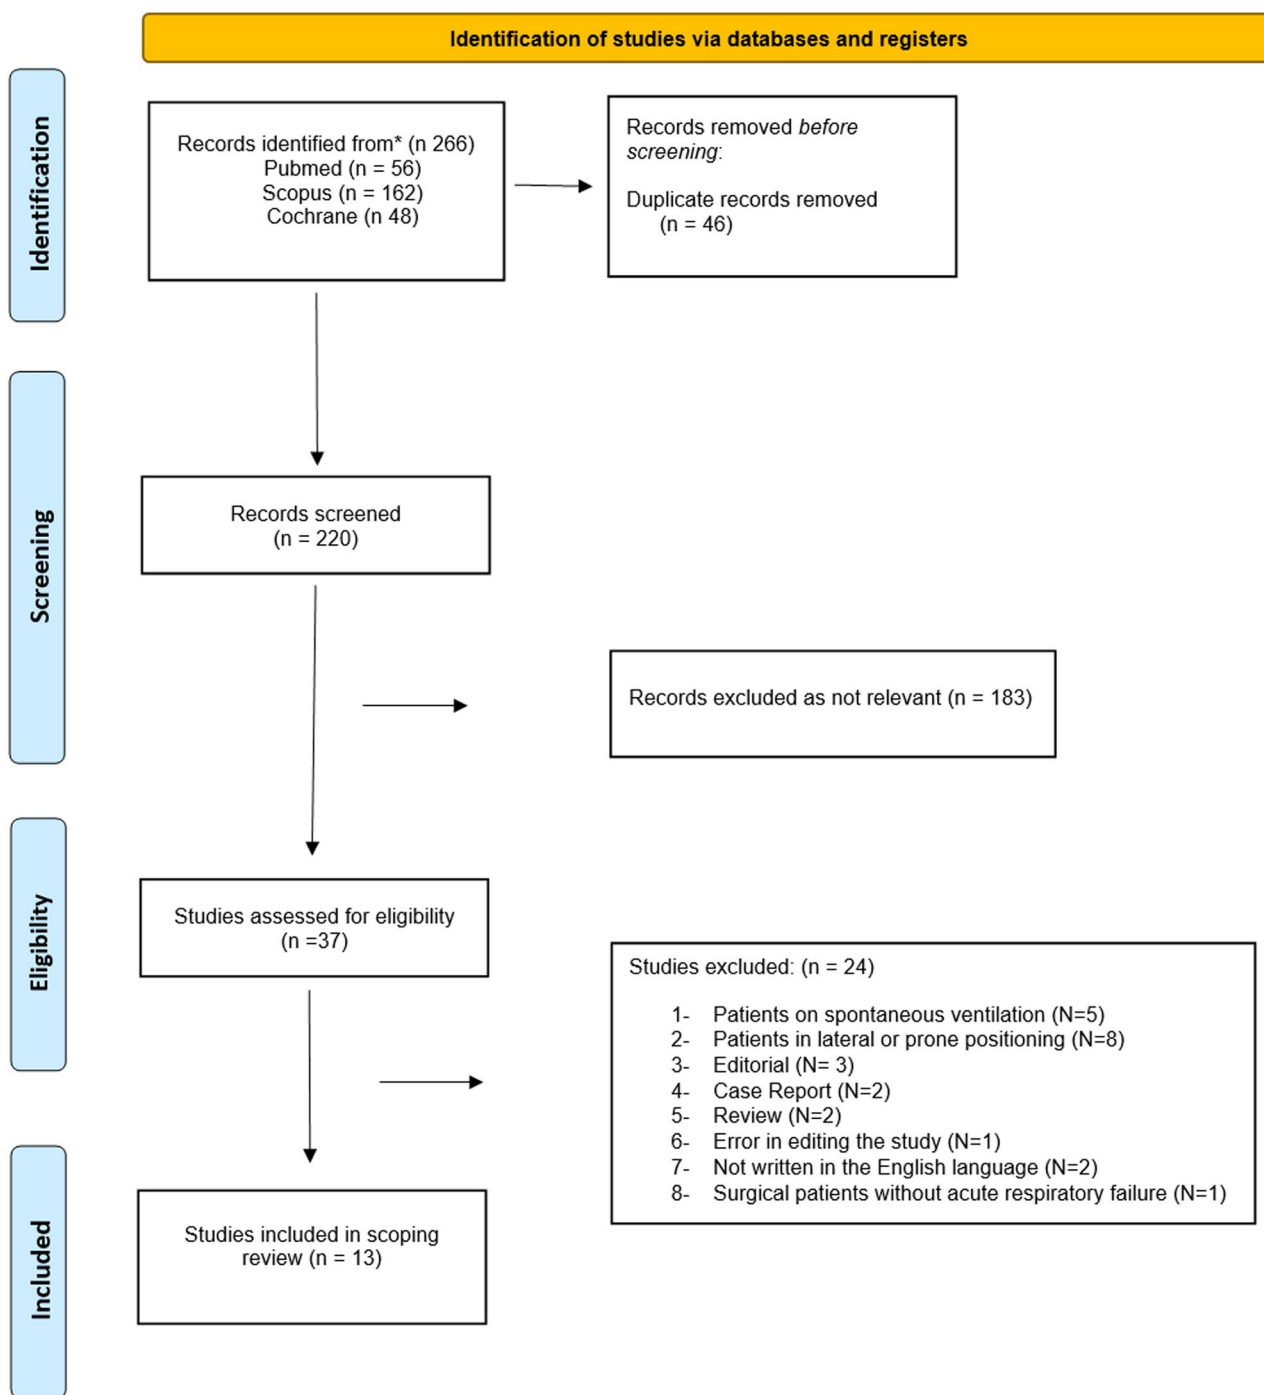 Identification of studies via databases and registers
Identification
Records identified from* (n 266)
Pubmed (n = 56)
Scopus (n = 162)
Cochrane (n 48)
Records removed before
screening:
Duplicate records removed
(n = 46)
Screening
Records screened
(n = 220)
Records excluded as not relevant (n = 183)
Eligibility
Studies assessed for eligibility
(n =37)
Studies excluded: (n = 24)
1- Patients on spontaneous ventilation (N=5)
2- Patients in lateral or prone positioning (N=8)
3- Editorial (N= 3)
4- Case Report (N=2)
5- Review (N=2)
6- Error in editing the study (N=1)
7- Not written in the English language (N=2)
8- Surgical patients without acute respiratory failure (N=1)
Included
Studies included in scoping
review (n = 13)